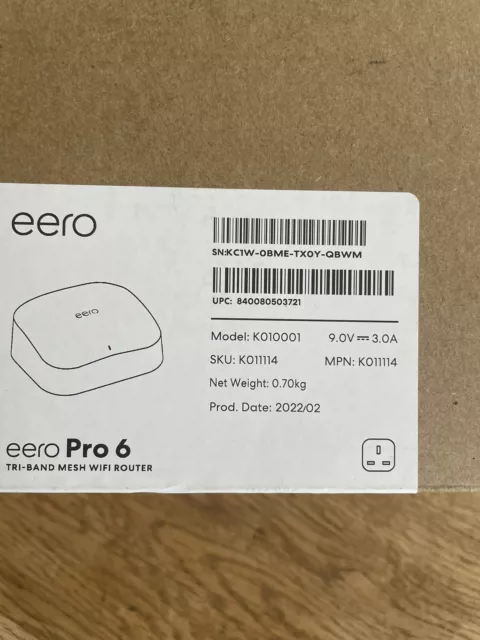 eero
SN:KC1W-0BME-TX0Y-QBWM
UPC: 840080503721
eero
Model: K010001 9.0V⎓3.0A
SKU: K011114 MPN: K011114
Net Weight: 0.70kg
Prod. Date: 2022/02
eero Pro 6
TRI-BAND MESH WIFI ROUTER